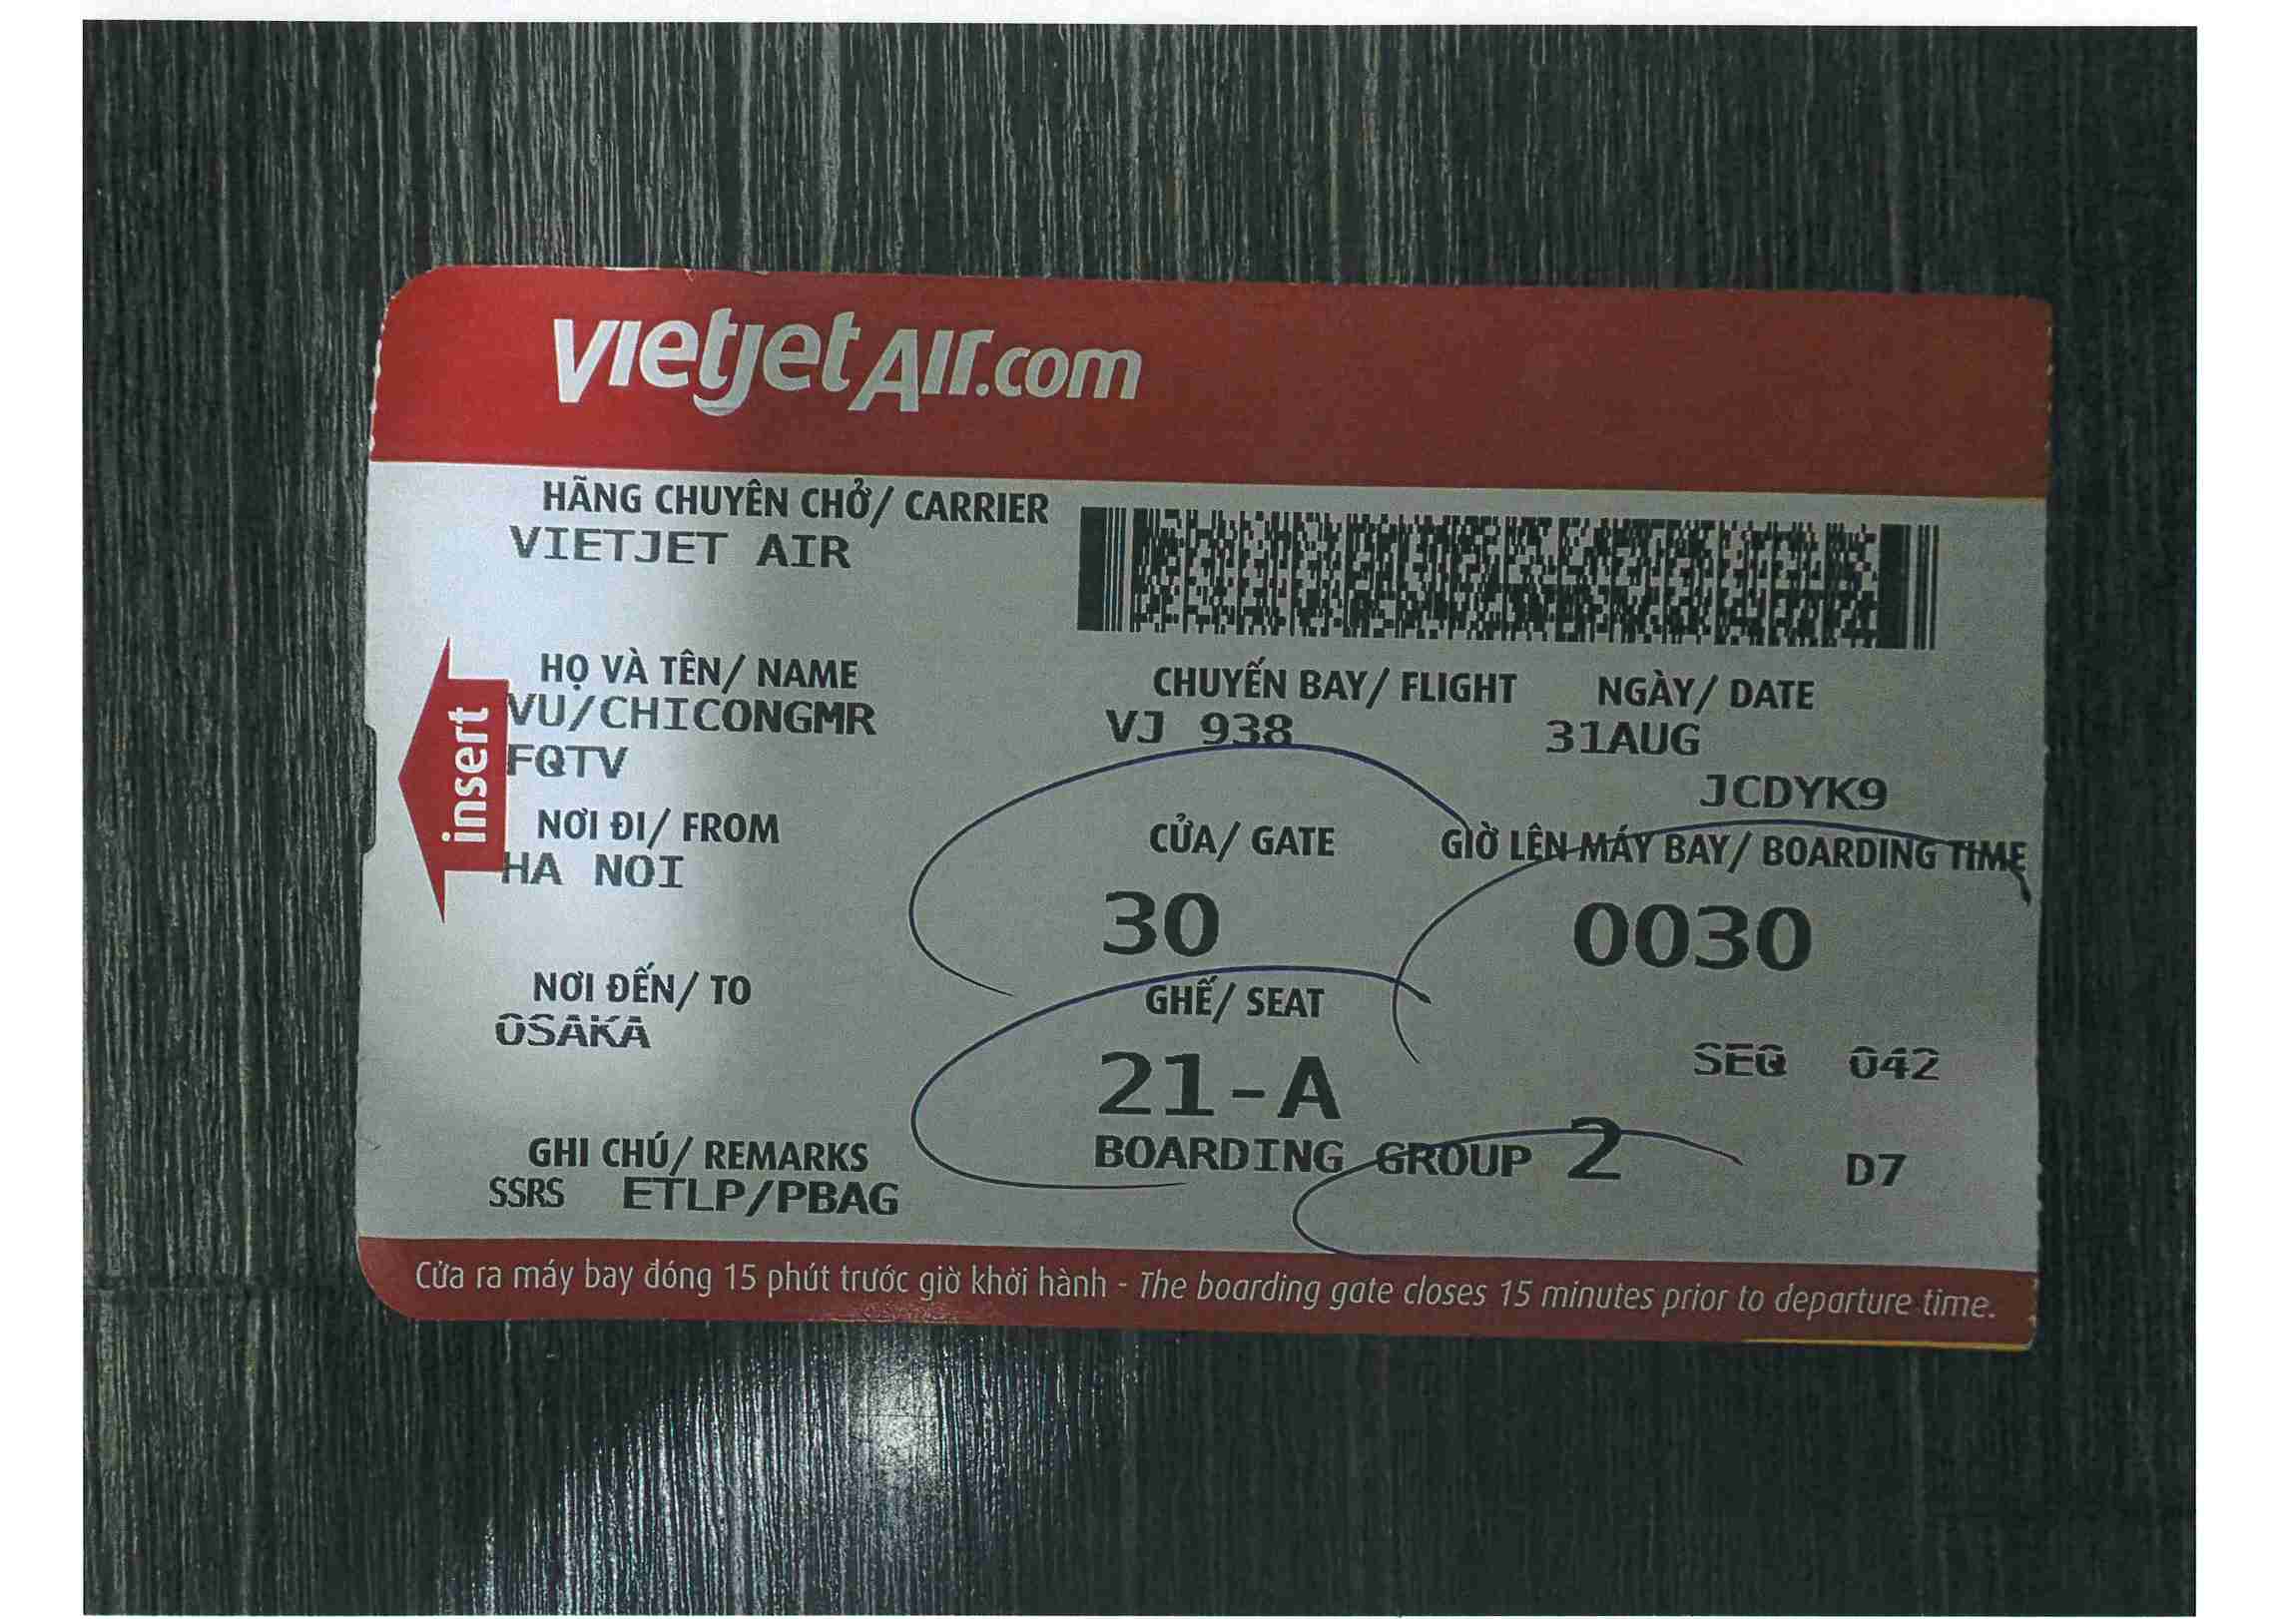 vietjetAir.com
HÃNG CHUYÊN CHỞ/ CARRIER
VIETJET AIR
HỌ VÀ TÊN/ NAME
VU/CHICONGMR
FQTV
CHUYẾN BAY/ FLIGHT
VJ 938
NGÀY/ DATE
31AUG
JCDYK9
insert
NƠI ĐI/ FROM
HA NOI
CỬA/ GATE
30
GIỜ LÊN MÁY BAY/ BOARDING TIME
0030
NƠI ĐẾN/ TO
OSAKA
GHẾ/ SEAT
21-A
SEQ 042
BOARDING GROUP 2
D7
GHI CHÚ/ REMARKS
SSRS ETLP/PBAG
Cửa ra máy bay đóng 15 phút trước giờ khởi hành - The boarding gate closes 15 minutes prior to departure time.